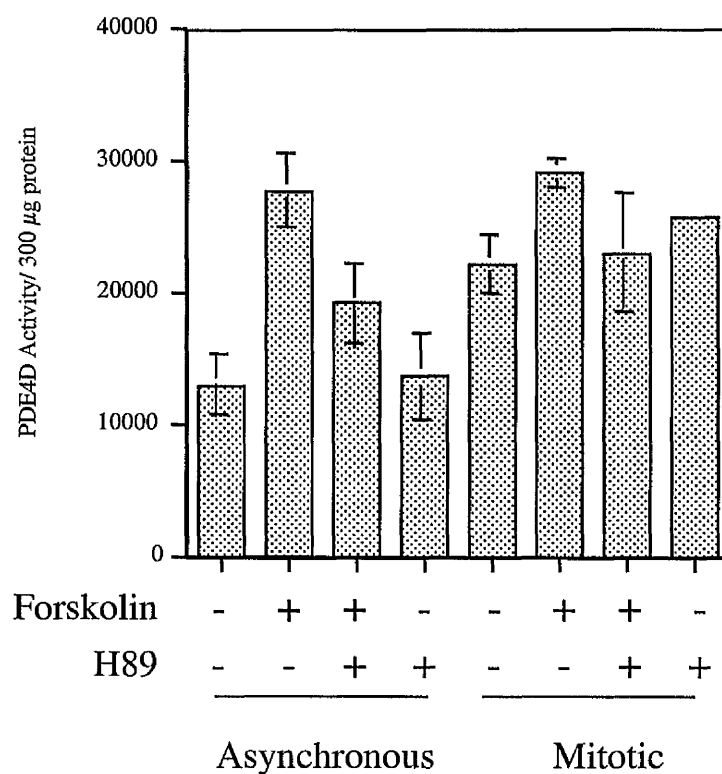 PDE4D Activity/ 300 µg protein
40000
30000
20000
10000
0
Forskolin - + + - - + + -
H89 - - + + - - + +
Asynchronous Mitotic